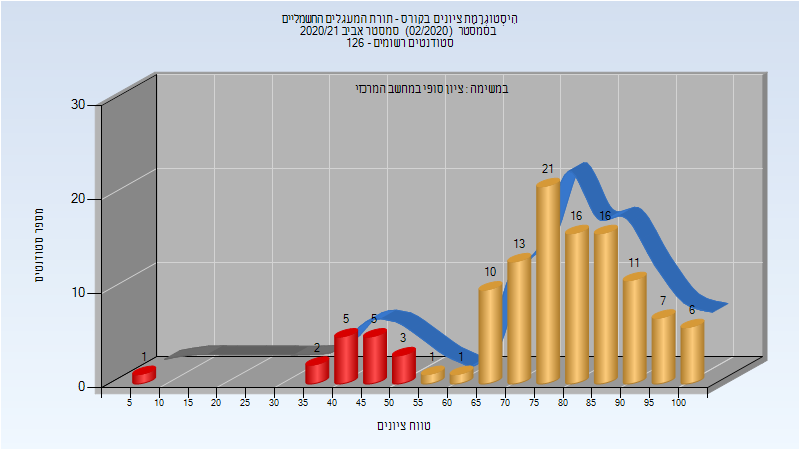 היסטוגרמת ציונים בקורס - תורת המעגלים החשמליים
בסמסטר (02/2020) סמסטר אביב 2020/21
סטודנטים רשומים - 126
במשימה : ציון סופי במחשב המרכזי
מספר סטודנטים
30
20
10
0
1
2
5
5
3
1
1
10
13
21
16
16
11
7
6
5 10 15 20 25 30 35 40 45 50 55 60 65 70 75 80 85 90 95 100
טווח ציונים